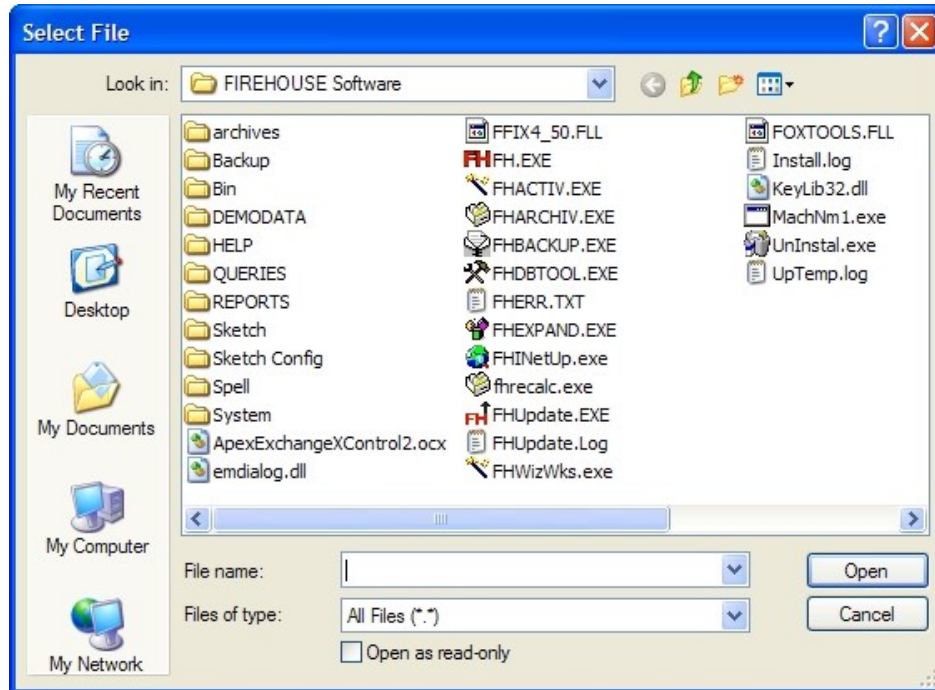 Select File
Look in:
FIREHOUSE Software
My Recent
Documents
Desktop
My Documents
My Computer
My Network
archives
Backup
Bin
DEMODATA
HELP
QUERIES
REPORTS
Sketch
Sketch Config
Spell
System
ApexExchangeXControl2.ocx
emdialog.dll
FFIX4_50.FLL
FH FH.EXE
FHACTIV.EXE
FHARCHIV.EXE
FHBACKUP.EXE
FHDBTOOL.EXE
FHERR.TXT
FHEXPAND.EXE
FHINetUp.exe
fhrecalc.exe
FH FHUpdate.EXE
FHUpdate.Log
FHWizWks.exe
FOXTOOLS.FLL
Install.log
KeyLib32.dll
MachNm1.exe
UnInstal.exe
UpTemp.log
File name:
Open
Files of type:
All Files (*.*)
Cancel
Open as read-only